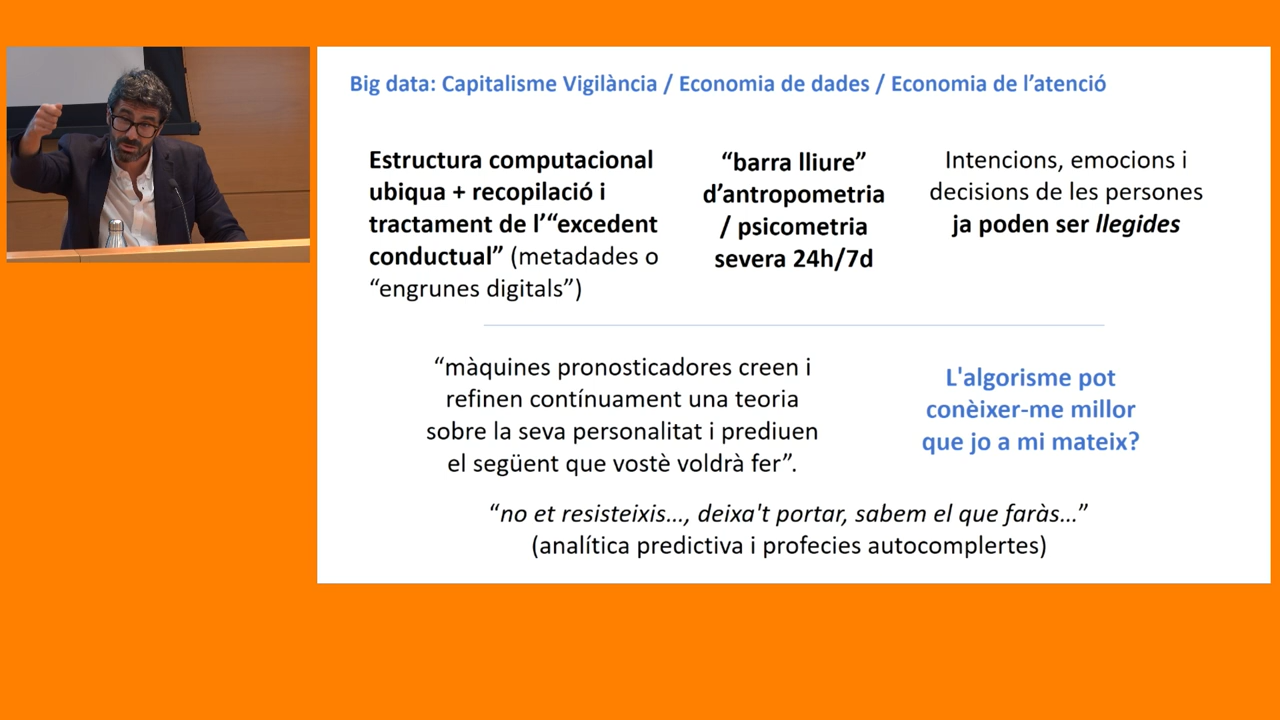 Big data: Capitalisme Vigilància / Economia de dades / Economia de l’atenció
Estructura computacional
ubiqua + recopilació i
tractament de l’“excedent
conductual” (metadades o
“engrunes digitals”)
“barra lliure”
d’antropometria
/ psicometria
severa 24h/7d
Intencions, emocions i
decisions de les persones
ja poden ser llegides
“màquines pronosticadores creen i
refinen contínuament una teoria
sobre la seva personalitat i prediuen
el següent que vostè voldrà fer”.
L'algorisme pot
conèixer-me millor
que jo a mi mateix?
“no et resisteixis..., deixa't portar, sabem el que faràs...”
(analítica predictiva i profecies autocomplertes)